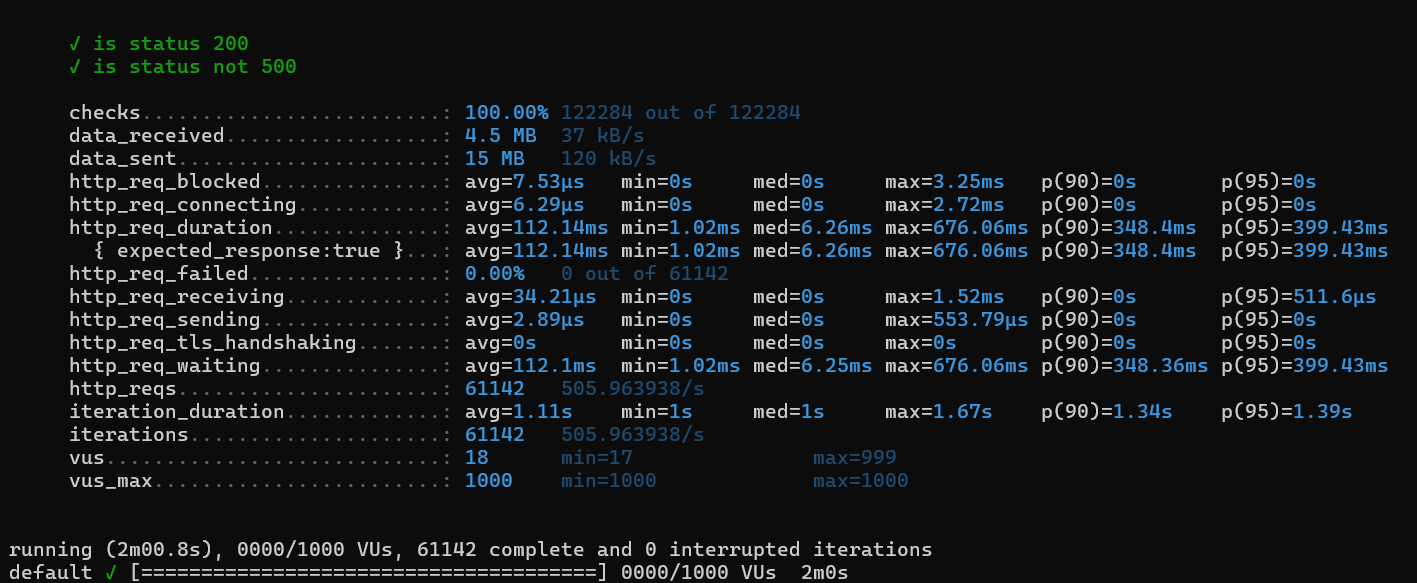 ✓ is status 200
✓ is status not 500
checks.........................: 100.00% 122284 out of 122284
data_received..................: 4.5 MB 37 kB/s
data_sent......................: 15 MB 120 kB/s
http_req_blocked...............: avg=7.53µs min=0s med=0s max=3.25ms p(90)=0s p(95)=0s
http_req_connecting............: avg=6.29µs min=0s med=0s max=2.72ms p(90)=0s p(95)=0s
http_req_duration..............: avg=112.14ms min=1.02ms med=6.26ms max=676.06ms p(90)=348.4ms p(95)=399.43ms
{ expected_response:true }...: avg=112.14ms min=1.02ms med=6.26ms max=676.06ms p(90)=348.4ms p(95)=399.43ms
http_req_failed................: 0.00% 0 out of 61142
http_req_receiving.............: avg=34.21µs min=0s med=0s max=1.52ms p(90)=0s p(95)=511.6µs
http_req_sending...............: avg=2.89µs min=0s med=0s max=553.79µs p(90)=0s p(95)=0s
http_req_tls_handshaking.......: avg=0s min=0s med=0s max=0s p(90)=0s p(95)=0s
http_req_waiting...............: avg=112.1ms min=1.02ms med=6.25ms max=676.06ms p(90)=348.36ms p(95)=399.43ms
http_reqs......................: 61142 505.963938/s
iteration_duration.............: avg=1.11s min=1s med=1s max=1.67s p(90)=1.34s p(95)=1.39s
iterations.....................: 61142 505.963938/s
vus............................: 18 min=17 max=999
vus_max........................: 1000 min=1000 max=1000
running (2m00.8s), 0000/1000 VUs, 61142 complete and 0 interrupted iterations
default ✓ [======================================] 0000/1000 VUs 2m0s